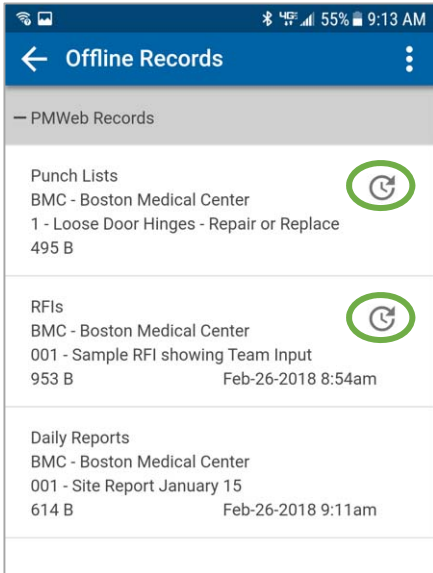 4G LTE 55% 9:13 AM
Offline Records
PMWeb Records
Punch Lists
BMC - Boston Medical Center
1 - Loose Door Hinges - Repair or Replace
495 B
RFIs
BMC - Boston Medical Center
001 - Sample RFI showing Team Input
953 B Feb-26-2018 8:54am
Daily Reports
BMC - Boston Medical Center
001 - Site Report January 15
614 B Feb-26-2018 9:11am